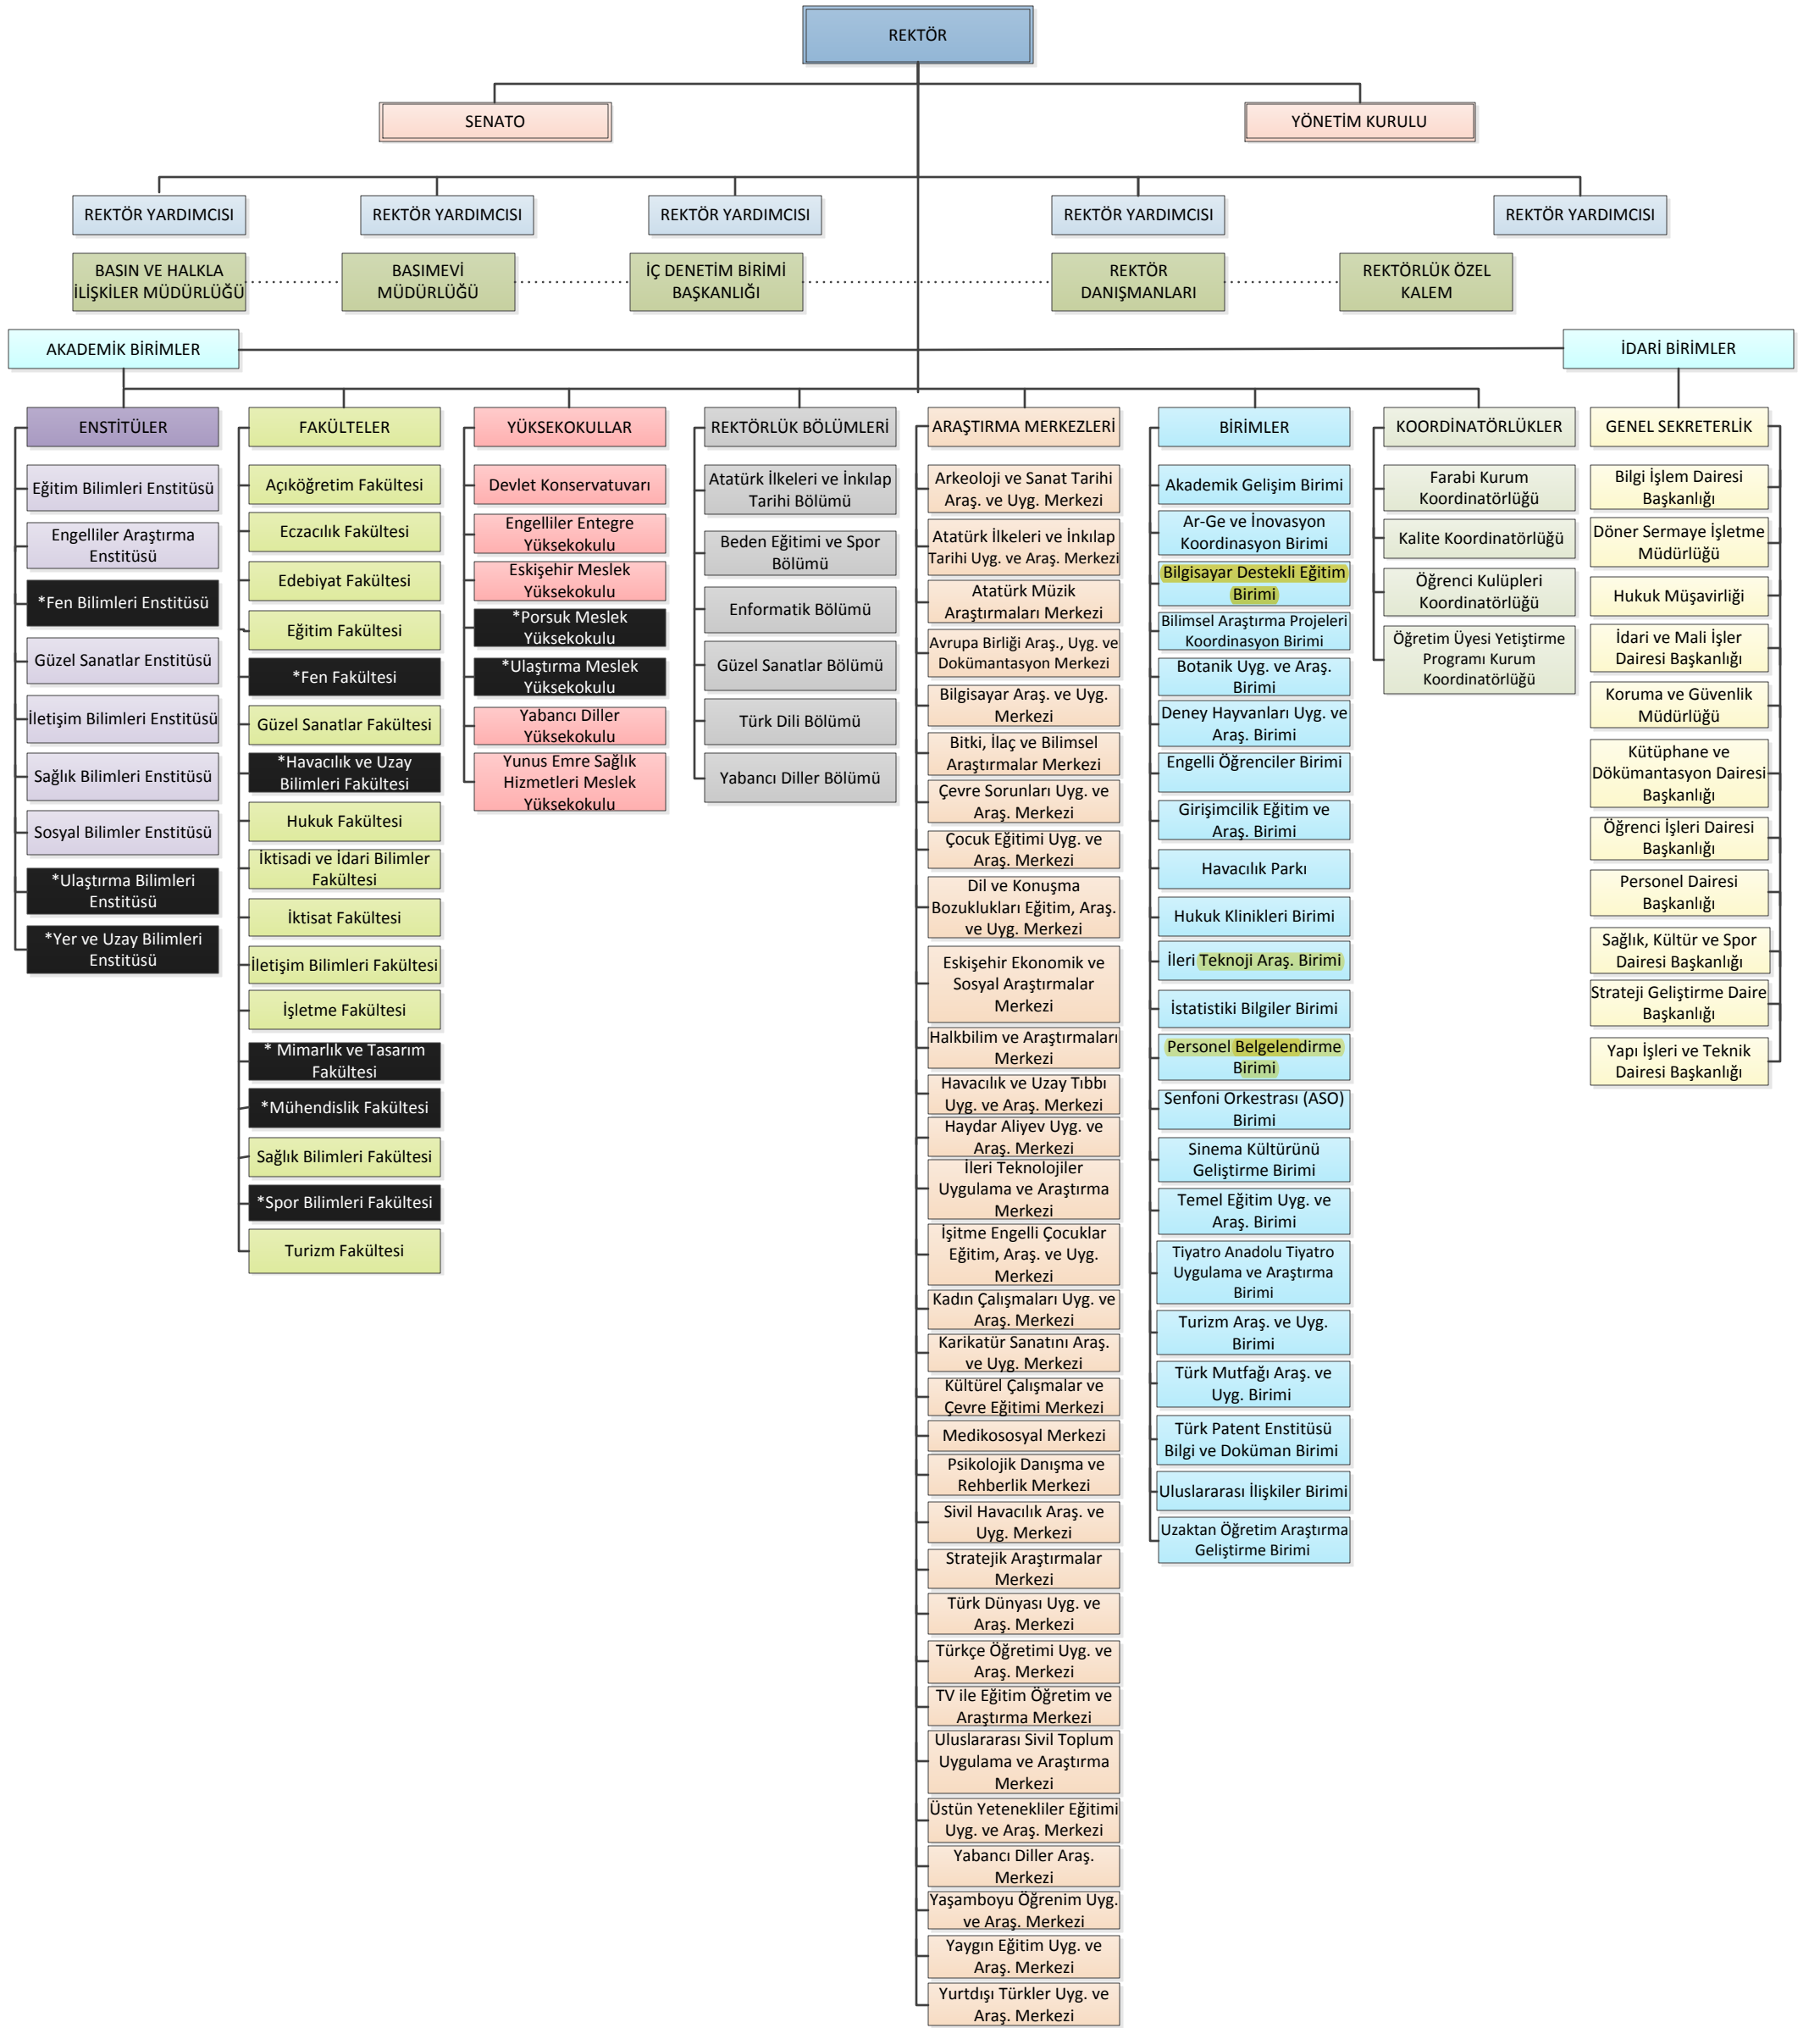 REKTÖR
SENATO
YÖNETİM KURULU
REKTÖR YARDIMCISI
REKTÖR YARDIMCISI
REKTÖR YARDIMCISI
REKTÖR YARDIMCISI
REKTÖR YARDIMCISI
BASIN VE HALKLA
İLİŞKİLER MÜDÜRLÜĞÜ
BASIMEVİ
MÜDÜRLÜĞÜ
İÇ DENETİM BİRİMİ
BAŞKANLIĞI
REKTÖR
DANIŞMANLARI
REKTÖRLÜK ÖZEL
KALEM
AKADEMİK BİRİMLER
İDARİ BİRİMLER
ENSTİTÜLER
Eğitim Bilimleri Enstitüsü
Engelliler Araştırma
Enstitüsü
*Fen Bilimleri Enstitüsü
Güzel Sanatlar Enstitüsü
İletişim Bilimleri Enstitüsü
Sağlık Bilimleri Enstitüsü
Sosyal Bilimler Enstitüsü
*Ulaştırma Bilimleri
Enstitüsü
*Yer ve Uzay Bilimleri
Enstitüsü
FAKÜLTELER
Açıköğretim Fakültesi
Eczacılık Fakültesi
Edebiyat Fakültesi
Eğitim Fakültesi
*Fen Fakültesi
Güzel Sanatlar Fakültesi
*Havacılık ve Uzay
Bilimleri Fakültesi
Hukuk Fakültesi
İktisadi ve İdari Bilimler
Fakültesi
İktisat Fakültesi
İletişim Bilimleri Fakültesi
İşletme Fakültesi
* Mimarlık ve Tasarım
Fakültesi
*Mühendislik Fakültesi
Sağlık Bilimleri Fakültesi
*Spor Bilimleri Fakültesi
Turizm Fakültesi
YÜKSEKOKULLAR
Devlet Konservatuvarı
Engelliler Entegre
Yüksekokulu
Eskişehir Meslek
Yüksekokulu
*Porsuk Meslek
Yüksekokulu
*Ulaştırma Meslek
Yüksekokulu
Yabancı Diller
Yüksekokulu
Yunus Emre Sağlık
Hizmetleri Meslek
Yüksekokulu
REKTÖRLÜK BÖLÜMLERİ
Atatürk İlkeleri ve İnkılap
Tarihi Bölümü
Beden Eğitimi ve Spor
Bölümü
Enformatik Bölümü
Güzel Sanatlar Bölümü
Türk Dili Bölümü
Yabancı Diller Bölümü
ARAŞTIRMA MERKEZLERİ
Arkeoloji ve Sanat Tarihi
Araş. ve Uyg. Merkezi
Atatürk İlkeleri ve İnkılap
Tarihi Uyg. ve Araş. Merkezi
Atatürk Müzik
Araştırmaları Merkezi
Avrupa Birliği Araş., Uyg. ve
Dokümantasyon Merkezi
Bilgisayar Araş. ve Uyg.
Merkezi
Bitki, İlaç ve Bilimsel
Araştırmalar Merkezi
Çevre Sorunları Uyg. ve
Araş. Merkezi
Çocuk Eğitimi Uyg. ve
Araş. Merkezi
Dil ve Konuşma
Bozuklukları Eğitim, Araş.
ve Uyg. Merkezi
Eskişehir Ekonomik ve
Sosyal Araştırmalar
Merkezi
Halkbilim ve Araştırmaları
Merkezi
Havacılık ve Uzay Tıbbı
Uyg. ve Araş. Merkezi
Haydar Aliyev Uyg. ve
Araş. Merkezi
İleri Teknolojiler
Uygulama ve Araştırma
Merkezi
İşitme Engelli Çocuklar
Eğitim, Araş. ve Uyg.
Merkezi
Kadın Çalışmaları Uyg. ve
Araş. Merkezi
Karikatür Sanatını Araş.
ve Uyg. Merkezi
Kültürel Çalışmalar ve
Çevre Eğitimi Merkezi
Medikososyal Merkezi
Psikolojik Danışma ve
Rehberlik Merkezi
Sivil Havacılık Araş. ve
Uyg. Merkezi
Stratejik Araştırmalar
Merkezi
Türk Dünyası Uyg. ve
Araş. Merkezi
Türkçe Öğretimi Uyg. ve
Araş. Merkezi
TV ile Eğitim Öğretim ve
Araştırma Merkezi
Uluslararası Sivil Toplum
Uygulama ve Araştırma
Merkezi
Üstün Yetenekliler Eğitimi
Uyg. ve Araş. Merkezi
Yabancı Diller Araş.
Merkezi
Yaşamboyu Öğrenim Uyg.
ve Araş. Merkezi
Yaygın Eğitim Uyg. ve
Araş. Merkezi
Yurtdışı Türkler Uyg. ve
Araş. Merkezi
BİRİMLER
Akademik Gelişim Birimi
Ar-Ge ve İnovasyon
Koordinasyon Birimi
Bilgisayar Destekli Eğitim
Birimi
Bilimsel Araştırma Projeleri
Koordinasyon Birimi
Botanik Uyg. ve Araş.
Birimi
Deney Hayvanları Uyg. ve
Araş. Birimi
Engelli Öğrenciler Birimi
Girişimcilik Eğitim ve
Araş. Birimi
Havacılık Parkı
Hukuk Klinikleri Birimi
İleri Teknoji Araş. Birimi
İstatistiki Bilgiler Birimi
Personel Belgelendirme
Birimi
Senfoni Orkestrası (ASO)
Birimi
Sinema Kültürünü
Geliştirme Birimi
Temel Eğitim Uyg. ve
Araş. Birimi
Tiyatro Anadolu Tiyatro
Uygulama ve Araştırma
Birimi
Turizm Araş. ve Uyg.
Birimi
Türk Mutfağı Araş. ve
Uyg. Birimi
Türk Patent Enstitüsü
Bilgi ve Doküman Birimi
Uluslararası İlişkiler Birimi
Uzaktan Öğretim Araştırma
Geliştirme Birimi
KOORDİNATÖRLÜKLER
Farabi Kurum
Koordinatörlüğü
Kalite Koordinatörlüğü
Öğrenci Kulüpleri
Koordinatörlüğü
Öğretim Üyesi Yetiştirme
Programı Kurum
Koordinatörlüğü
GENEL SEKRETERLİK
Bilgi İşlem Dairesi
Başkanlığı
Döner Sermaye İşletme
Müdürlüğü
Hukuk Müşavirliği
İdari ve Mali İşler
Dairesi Başkanlığı
Koruma ve Güvenlik
Müdürlüğü
Kütüphane ve
Dökümantasyon Dairesi
Başkanlığı
Öğrenci İşleri Dairesi
Başkanlığı
Personel Dairesi
Başkanlığı
Sağlık, Kültür ve Spor
Dairesi Başkanlığı
Strateji Geliştirme Daire
Başkanlığı
Yapı İşleri ve Teknik
Dairesi Başkanlığı